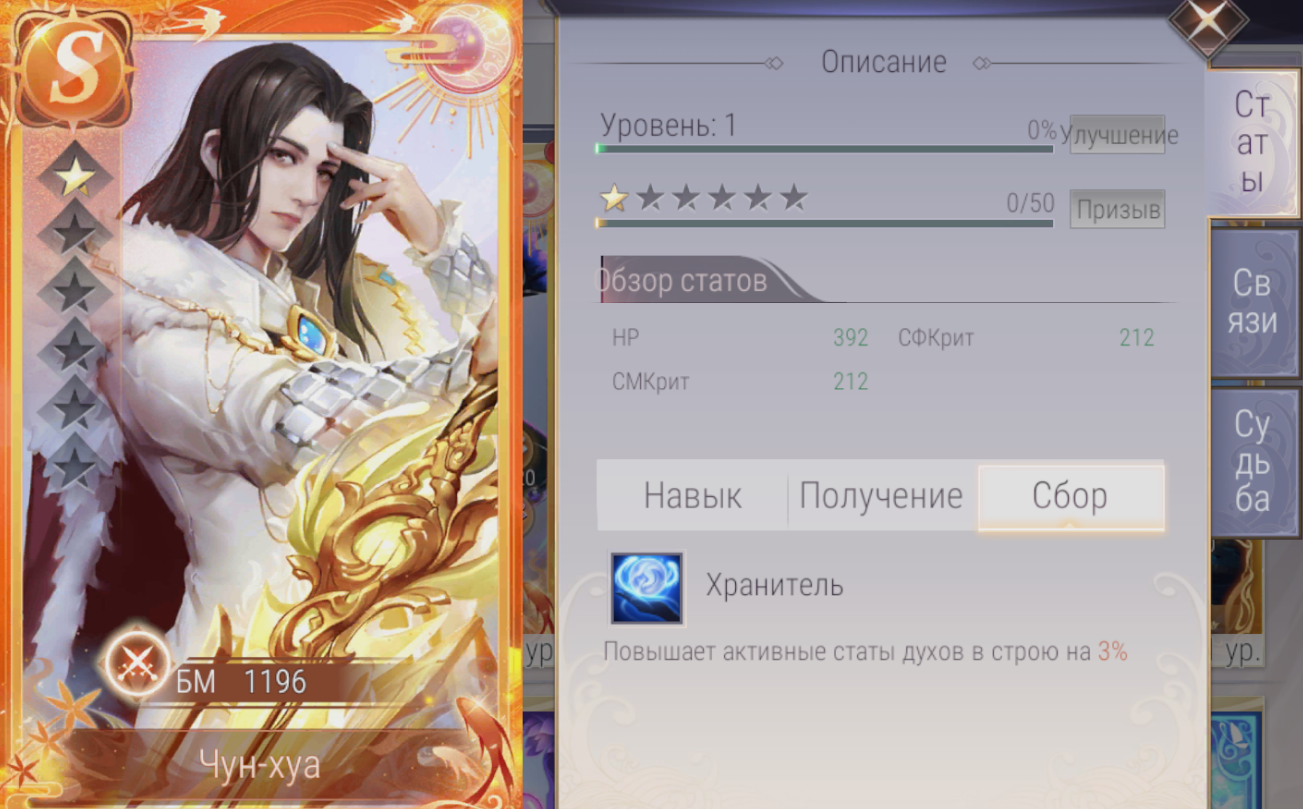 S
БМ 1196
Чун-хуа
Описание
Уровень: 1 0% Улучшение
0/50 Призыв
Обзор статов
HP 392 СФКрит 212
СМКрит 212
Навык Получение Сбор
Хранитель
Повышает активные статы духов в строю на 3%
Ст
ат
ы
Св
язи
Су
дь
ба
ур
ур.